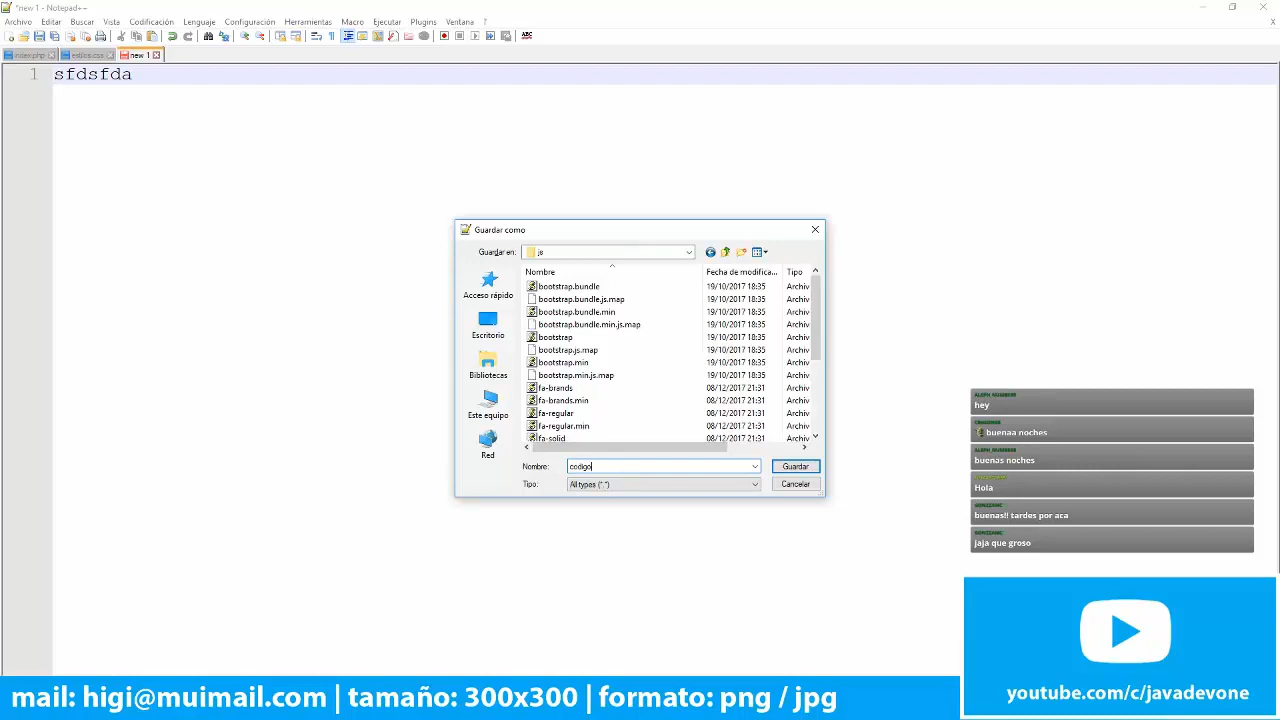 *new 1 - Notepad++
Archivo Editar Buscar Vista Codificación Lenguaje Configuración Herramientas Macro Ejecutar Plugins Ventana ?
X
index.php estilos.css new 1
1 sfdsfda
Guardar como
Guardar en: js
Nombre Fecha de modifica... Tipo
bootstrap.bundle 19/10/2017 18:35 Archiv
bootstrap.bundle.js.map 19/10/2017 18:35 Archiv
bootstrap.bundle.min 19/10/2017 18:35 Archiv
bootstrap.bundle.min.js.map 19/10/2017 18:35 Archiv
bootstrap 19/10/2017 18:35 Archiv
bootstrap.js.map 19/10/2017 18:35 Archiv
bootstrap.min 19/10/2017 18:35 Archiv
bootstrap.min.js.map 19/10/2017 18:35 Archiv
fa-brands 08/12/2017 21:31 Archiv
fa-brands.min 08/12/2017 21:31 Archiv
fa-regular 08/12/2017 21:31 Archiv
fa-regular.min 08/12/2017 21:31 Archiv
fa-solid 08/12/2017 21:31 Archiv
Acceso rápido
Escritorio
Bibliotecas
Este equipo
Red
Nombre: codigo Guardar
Tipo: All types (*.*) Cancelar
hey
buenaa noches
buenas noches
Hola
buenas!! tardes por aca
jaja que groso
youtube.com/c/javadevone
mail: higi@muimail.com | tamaño: 300x300 | formato: png / jpg